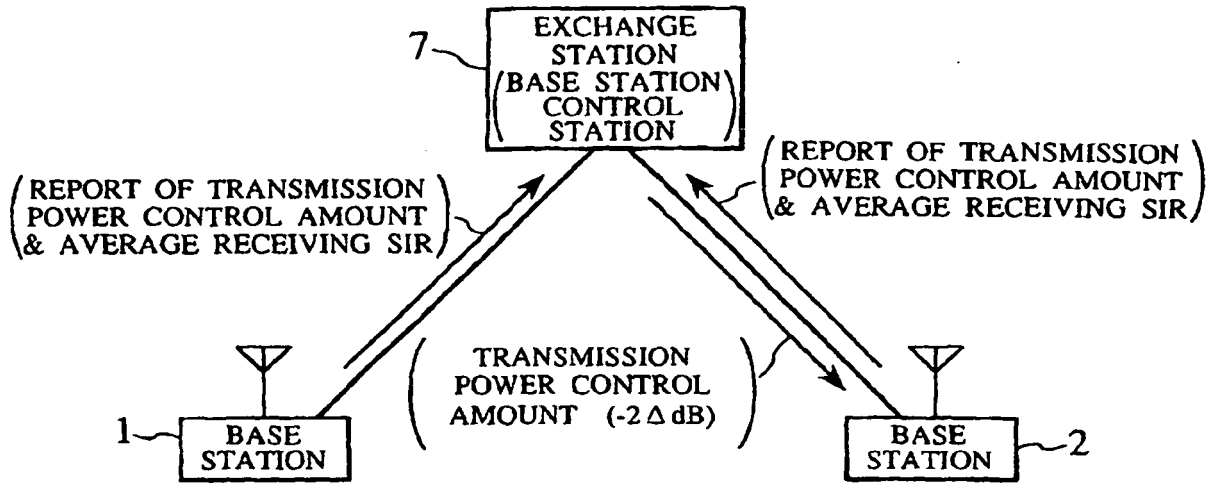 7
EXCHANGE
STATION
(BASE STATION
CONTROL
STATION)
(REPORT OF TRANSMISSION
POWER CONTROL AMOUNT
& AVERAGE RECEIVING SIR)
(REPORT OF TRANSMISSION
POWER CONTROL AMOUNT
& AVERAGE RECEIVING SIR)
(TRANSMISSION
POWER CONTROL
AMOUNT (-2 Δ dB))
1
BASE
STATION
BASE
STATION
2